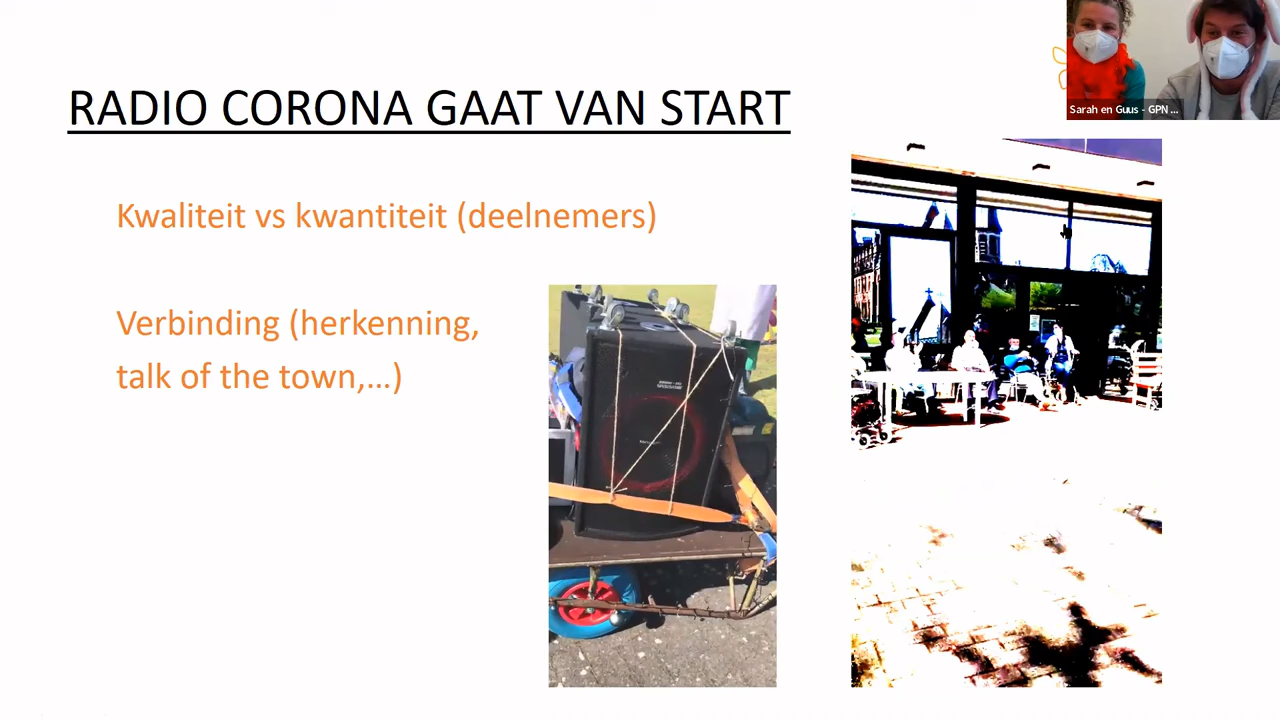 RADIO CORONA GAAT VAN START
Sarah en Guus - GPN ...
Kwaliteit vs kwantiteit (deelnemers)
Verbinding (herkenning,
talk of the town,...)